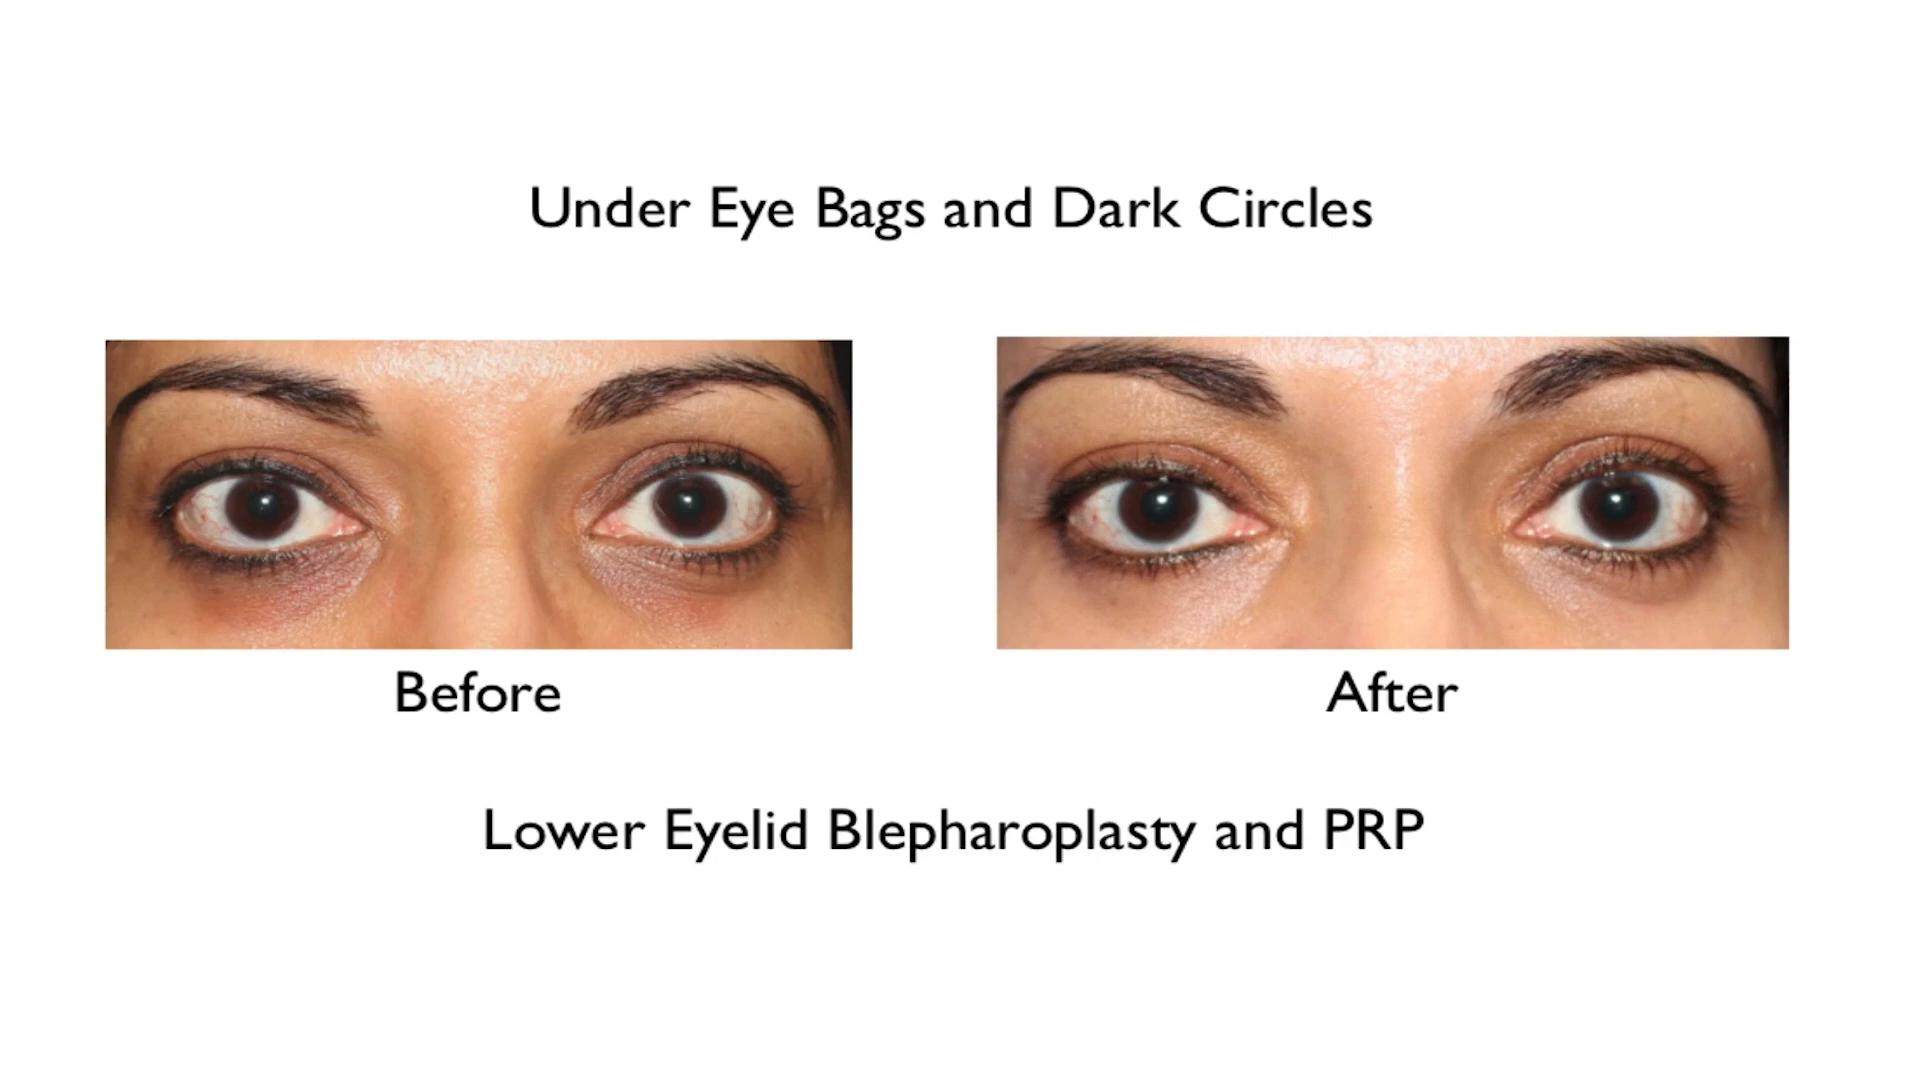 Under Eye Bags and Dark Circles
Before
After
Lower Eyelid Blepharoplasty and PRP